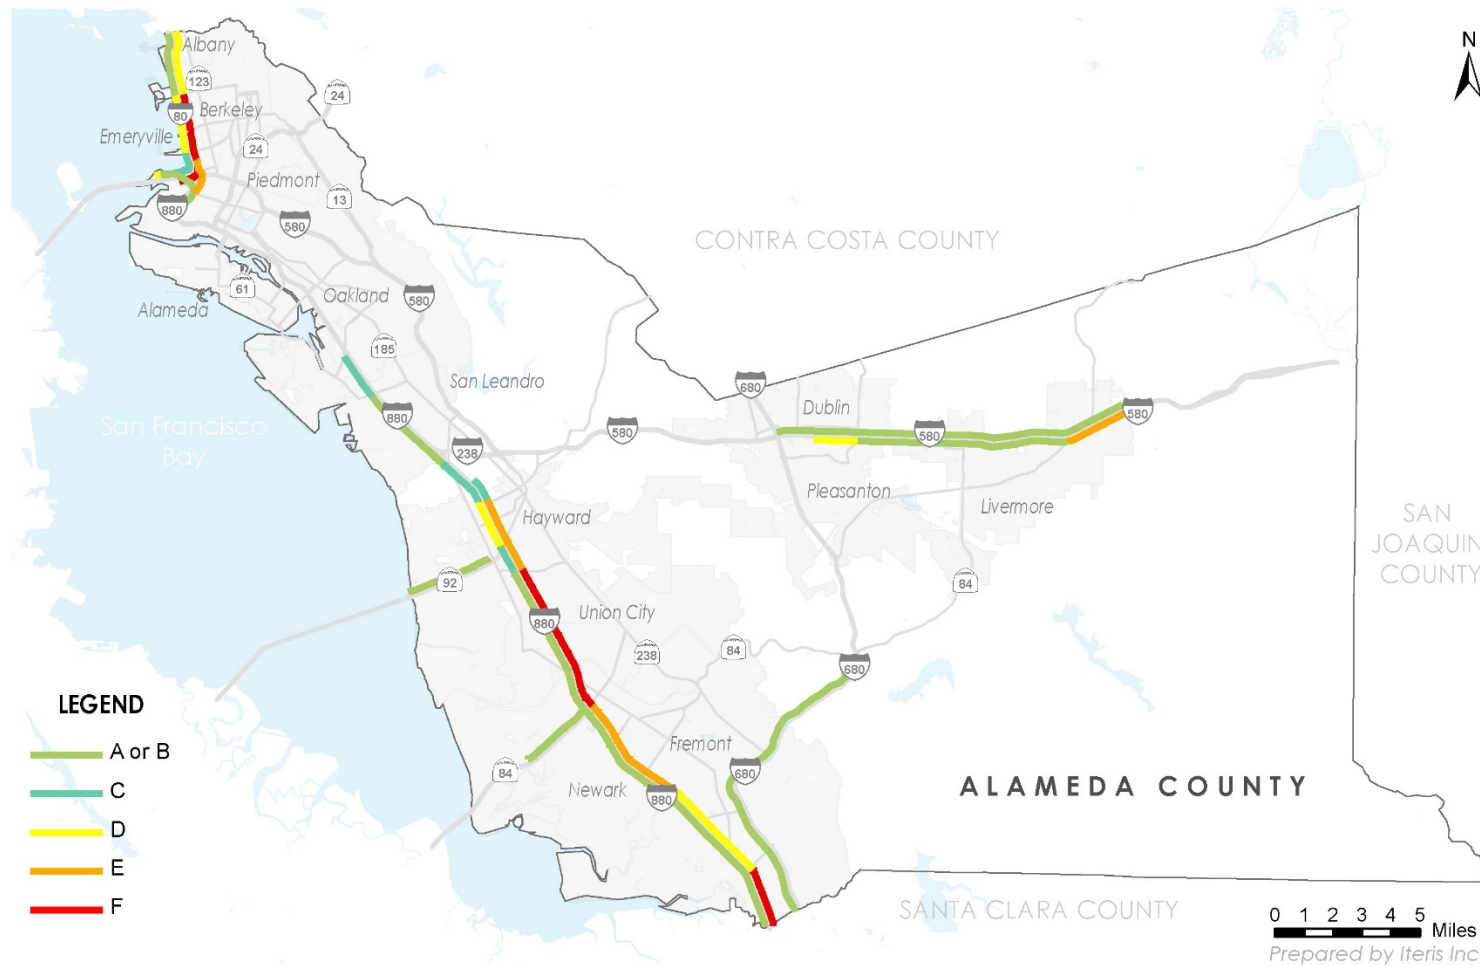 N
Albany
123
24
80
Berkeley
Emeryville
24
Piedmont
13
880
580
CONTRA COSTA COUNTY
61
Oakland
580
Alameda
185
San Leandro
680
Dublin
880
580
580
580
San Francisco
Bay
238
Pleasanton
Livermore
Hayward
SAN
JOAQUIN
COUNTY
92
84
880
Union City
238
84
680
LEGEND
A or B
C
D
E
F
Fremont
680
84
Newark
880
ALAMEDA COUNTY
SANTA CLARA COUNTY
0 1 2 3 4 5
Miles
Prepared by Iteris Inc